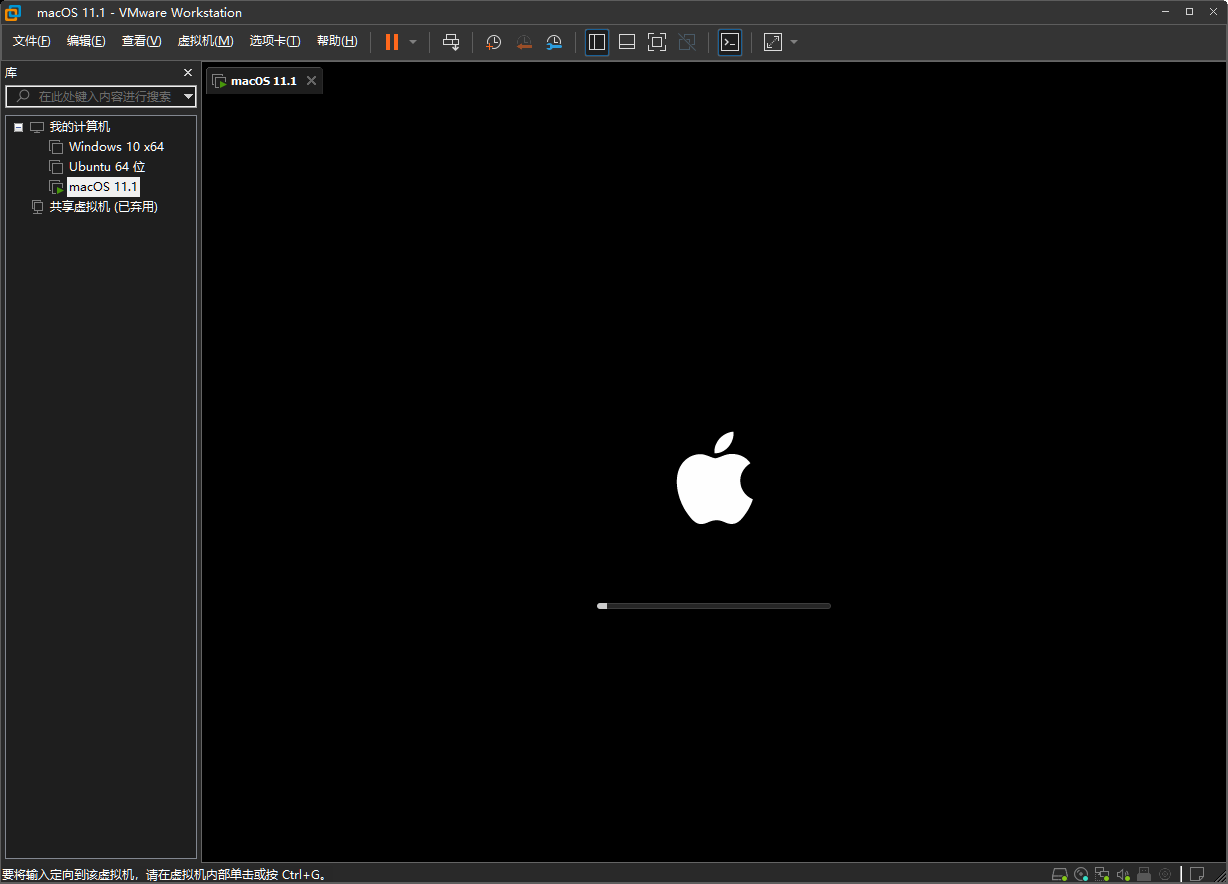 macOS 11.1 - VMware Workstation
文件(F) 编辑(E) 查看(V) 虚拟机(M) 选项卡(T) 帮助(H)
库
在此处键入内容进行搜索
macOS 11.1
我的计算机
Windows 10 x64
Ubuntu 64 位
macOS 11.1
共享虚拟机 (已弃用)
要将输入定向到该虚拟机，请在虚拟机内部单击或按 Ctrl+G。